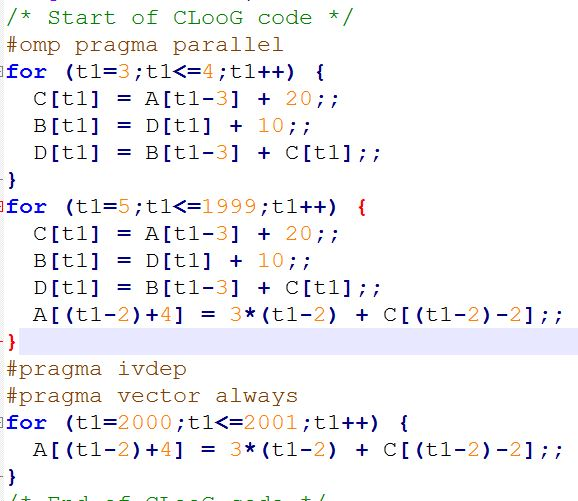 /* Start of CLooG code */
#omp pragma parallel
for (t1=3;t1<=4;t1++) {
  C[t1] = A[t1-3] + 20;;
  B[t1] = D[t1] + 10;;
  D[t1] = B[t1-3] + C[t1];;
}
for (t1=5;t1<=1999;t1++) {
  C[t1] = A[t1-3] + 20;;
  B[t1] = D[t1] + 10;;
  D[t1] = B[t1-3] + C[t1];;
  A[(t1-2)+4] = 3*(t1-2) + C[(t1-2)-2];;
}
#pragma ivdep
#pragma vector always
for (t1=2000;t1<=2001;t1++) {
  A[(t1-2)+4] = 3*(t1-2) + C[(t1-2)-2];;
}
/* End of CLooG code */